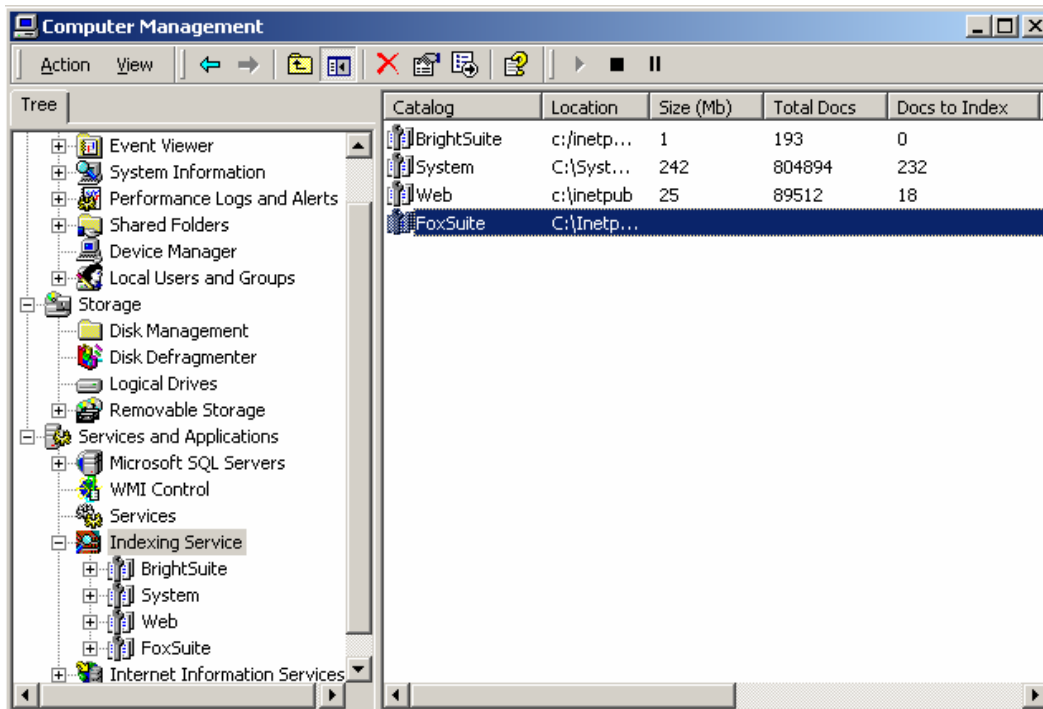 Computer Management
Action View
Tree
Event Viewer
System Information
Performance Logs and Alerts
Shared Folders
Device Manager
Local Users and Groups
Storage
Disk Management
Disk Defragmenter
Logical Drives
Removable Storage
Services and Applications
Microsoft SQL Servers
WMI Control
Services
Indexing Service
BrightSuite
System
Web
FoxSuite
Internet Information Services
Catalog Location Size (Mb) Total Docs Docs to Index
BrightSuite c:/inetp... 1 193 0
System C:\Syst... 242 804894 232
Web c:\inetpub 25 89512 18
FoxSuite C:\Inetp...